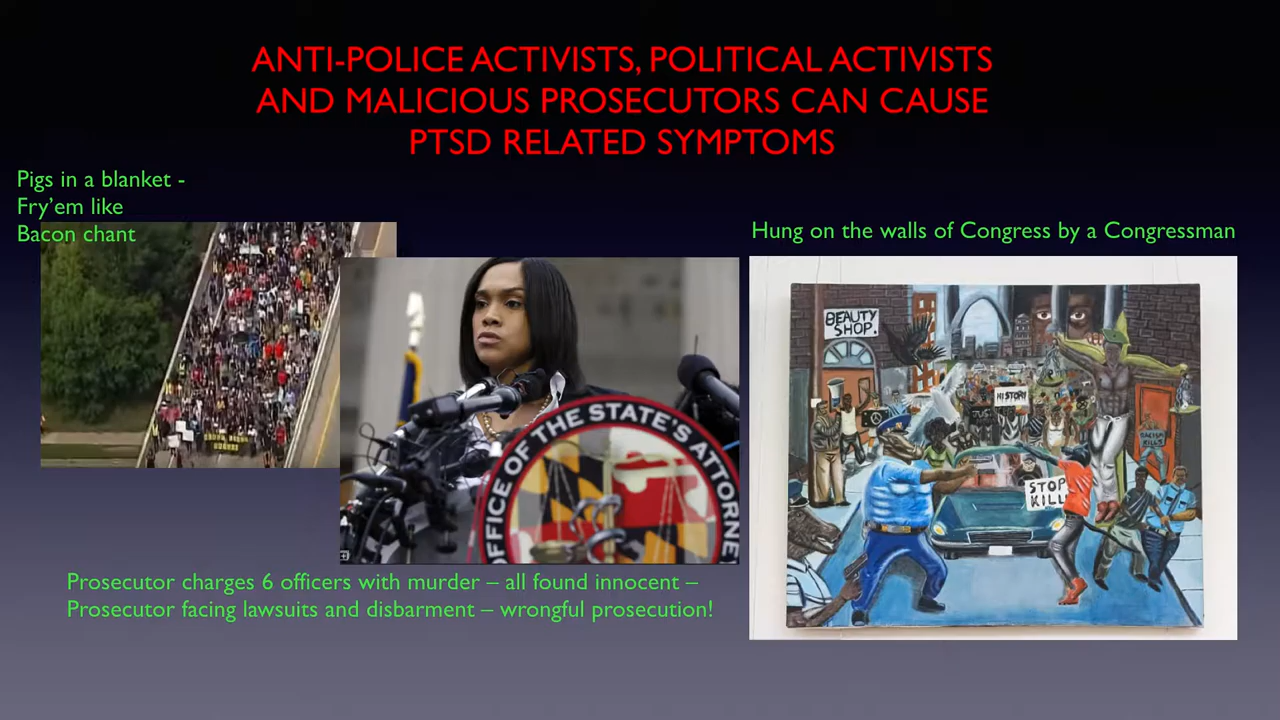 ANTI-POLICE ACTIVISTS, POLITICAL ACTIVISTS
AND MALICIOUS PROSECUTORS CAN CAUSE
PTSD RELATED SYMPTOMS
Pigs in a blanket -
Fry'em like
Bacon chant
Hung on the walls of Congress by a Congressman
BEAUTY
SHOP.
HISTORY
STOP
KILL
RACISM
KILLS
OFFICE OF THE STATE'S ATTORNE
Prosecutor charges 6 officers with murder – all found innocent –
Prosecutor facing lawsuits and disbarment – wrongful prosecution!